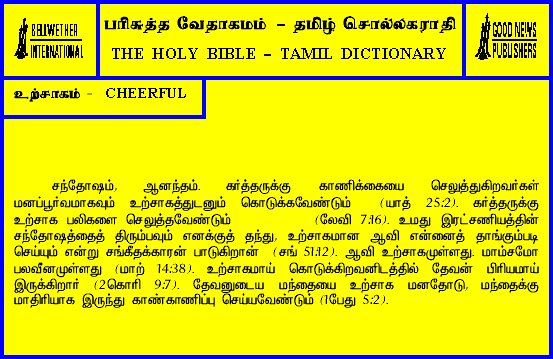 BELLWETHER
INTERNATIONAL
பரிசுத்த வேதாகமம் - தமிழ் சொல்லகராதி
THE HOLY BIBLE - TAMIL DICTIONARY
GOOD NEWS
PUBLISHERS
உற்சாகம் - CHEERFUL
சந்தோஷம், ஆனந்தம். கர்த்தருக்கு காணிக்கையை செலுத்துகிறவர்கள்
மனப்பூர்வமாகவும் உற்சாகத்துடனும் கொடுக்கவேண்டும் (யாத் 25:2). கர்த்தருக்கு
உற்சாக பலிகளை செலுத்தவேண்டும் (லேவி 7:16). உமது இரட்சணியத்தின்
சந்தோஷத்தைத் திரும்பவும் எனக்குத் தந்து, உற்சாகமான ஆவி என்னைத் தாங்கும்படி
செய்யும் என்று சங்கீதக்காரன் பாடுகிறான் (சங் 51:12). ஆவி உற்சாகமுள்ளது. மாம்சமோ
பலவீனமுள்ளது (மாற் 14:38). உற்சாகமாய் கொடுக்கிறவனிடத்தில் தேவன் பிரியமாய்
இருக்கிறார் (2கொரி 9:7). தேவனுடைய மந்தையை உற்சாக மனதோடு, மந்தைக்கு
மாதிரியாக இருந்து காண்காணிப்பு செய்யவேண்டும் (1பேது 5:2).